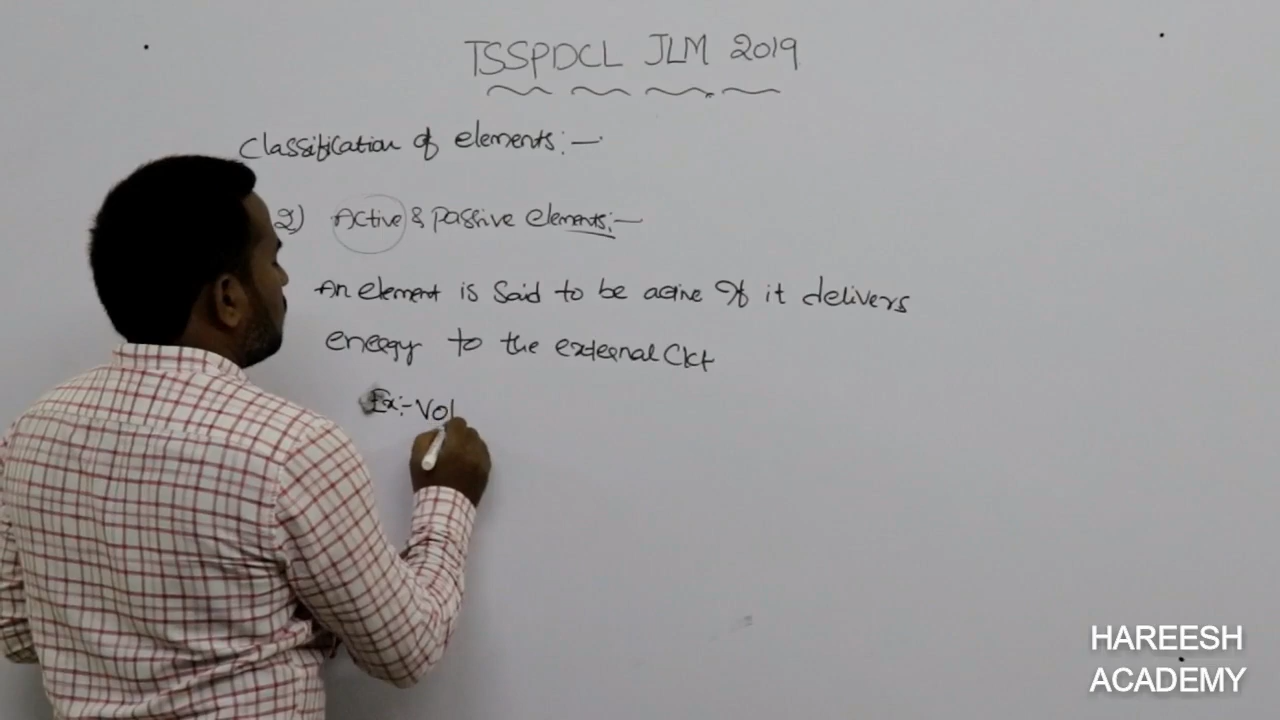 TSSPDCL JLM 2019
Classification of elements:-
2) Active & passive elements:-
An element is said to be active If it delivers
energy to the external Ckt
Ex:- Vol
HAREESH
ACADEMY